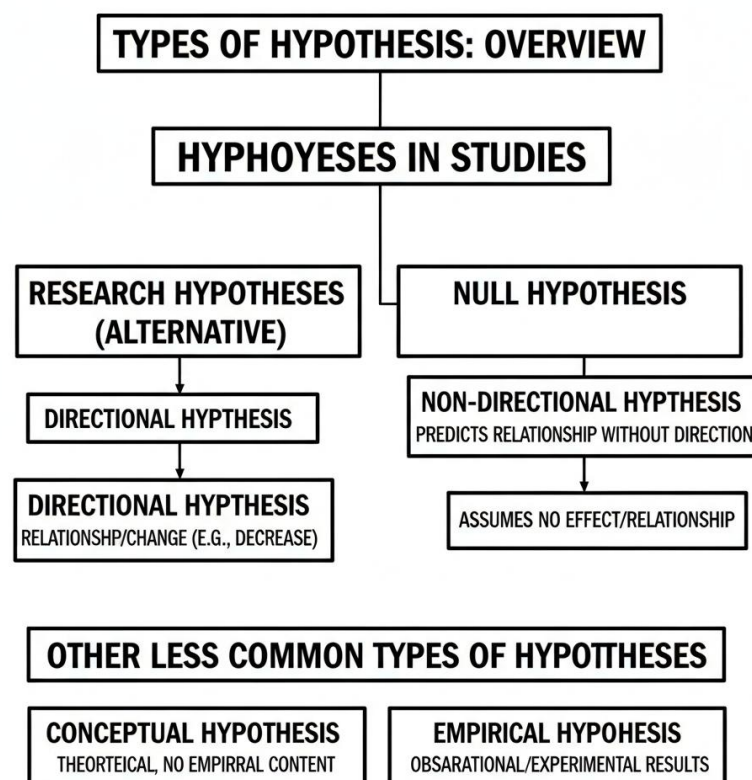 TYPES OF HYPOTHESIS: OVERVIEW
HYPHOYESES IN STUDIES
RESEARCH HYPOTHESES
(ALTERNATIVE)
NULL HYPOTHESIS
DIRECTIONAL HYPTHESIS
NON-DIRECTIONAL HYPTHESIS
PREDICTS RELATIONSHIP WITHOUT DIRECTION
DIRECTIONAL HYPTHESIS
RELATIONSHP/CHANGE (E.G., DECREASE)
ASSUMES NO EFFECT/RELATIONSHIP
OTHER LESS COMMON TYPES OF HYPOTTHESES
CONCEPTUAL HYPOTHESIS
THEORTEICAL, NO EMPIRRAL CONTENT
EMPIRICAL HYPOHESIS
OBSARATIONAL/EXPERIMENTAL RESULTS